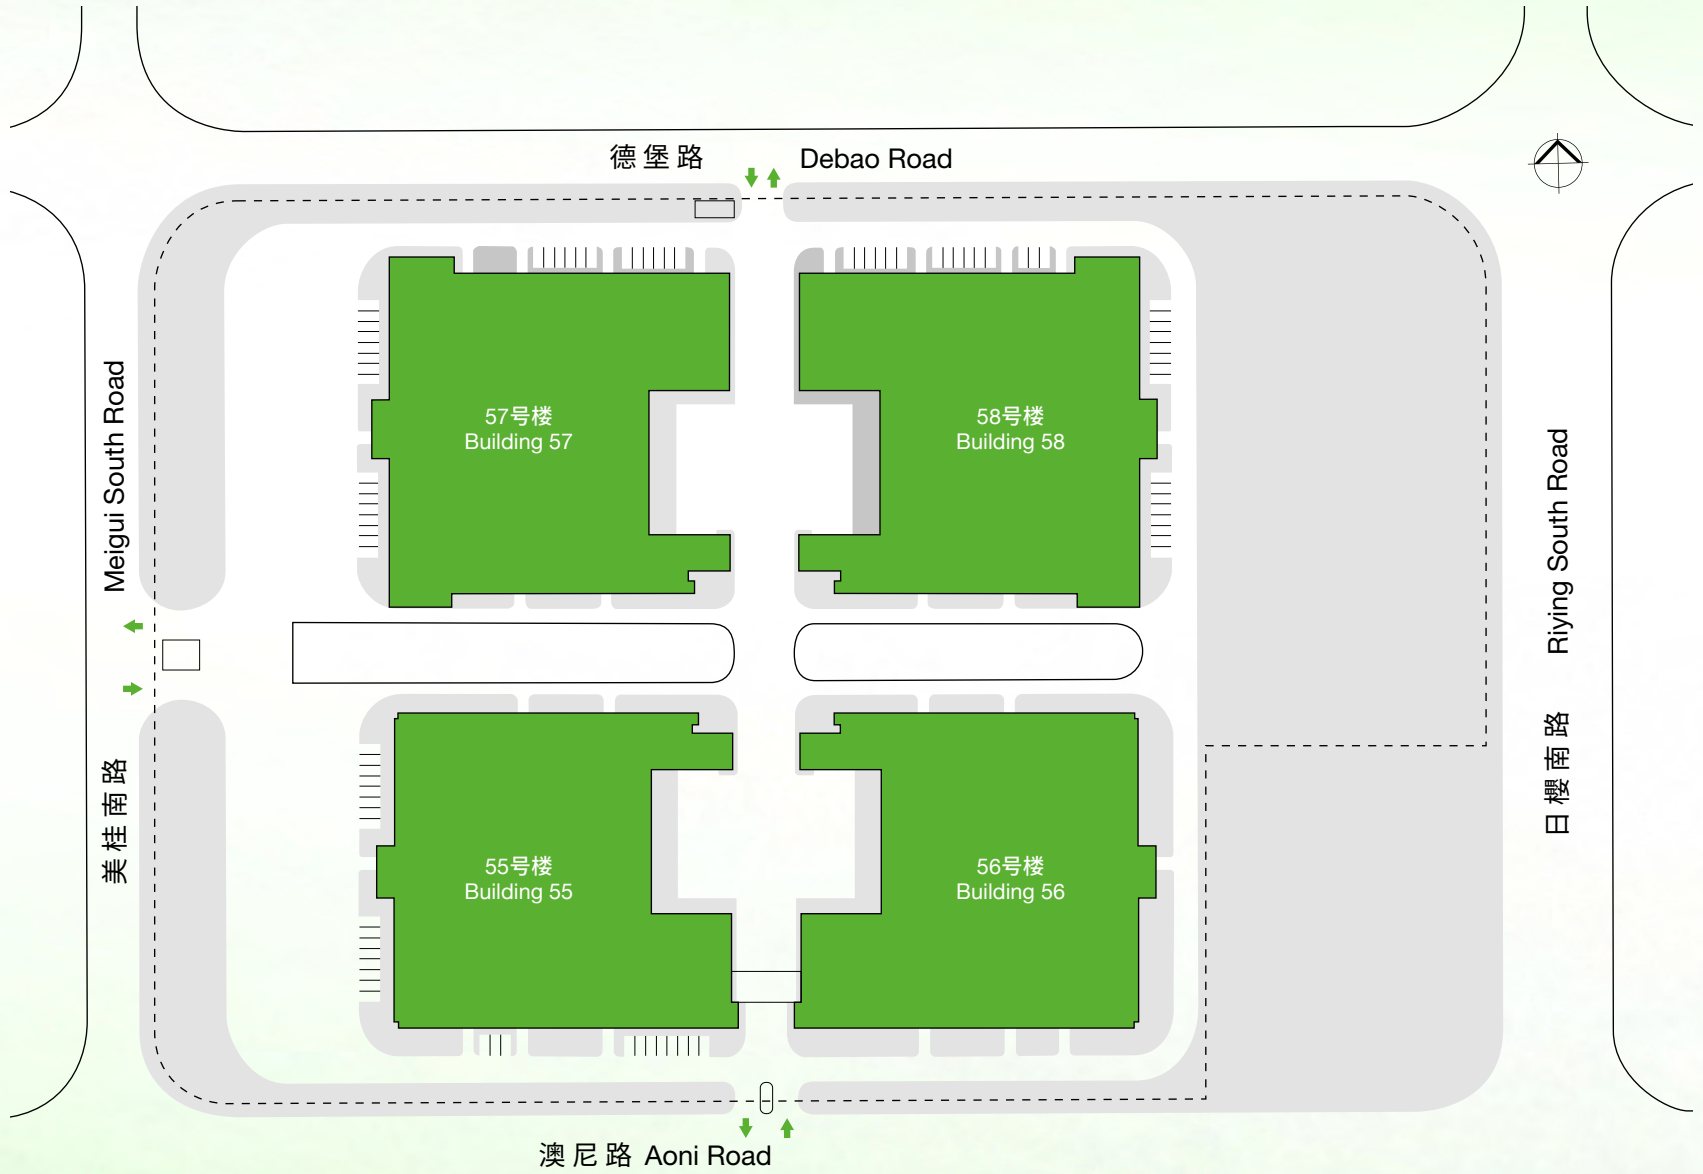 德堡路 Debao Road
57号楼
Building 57
58号楼
Building 58
Meigui South Road
美桂南路
Riying South Road
日櫻南路
55号楼
Building 55
56号楼
Building 56
澳尼路 Aoni Road